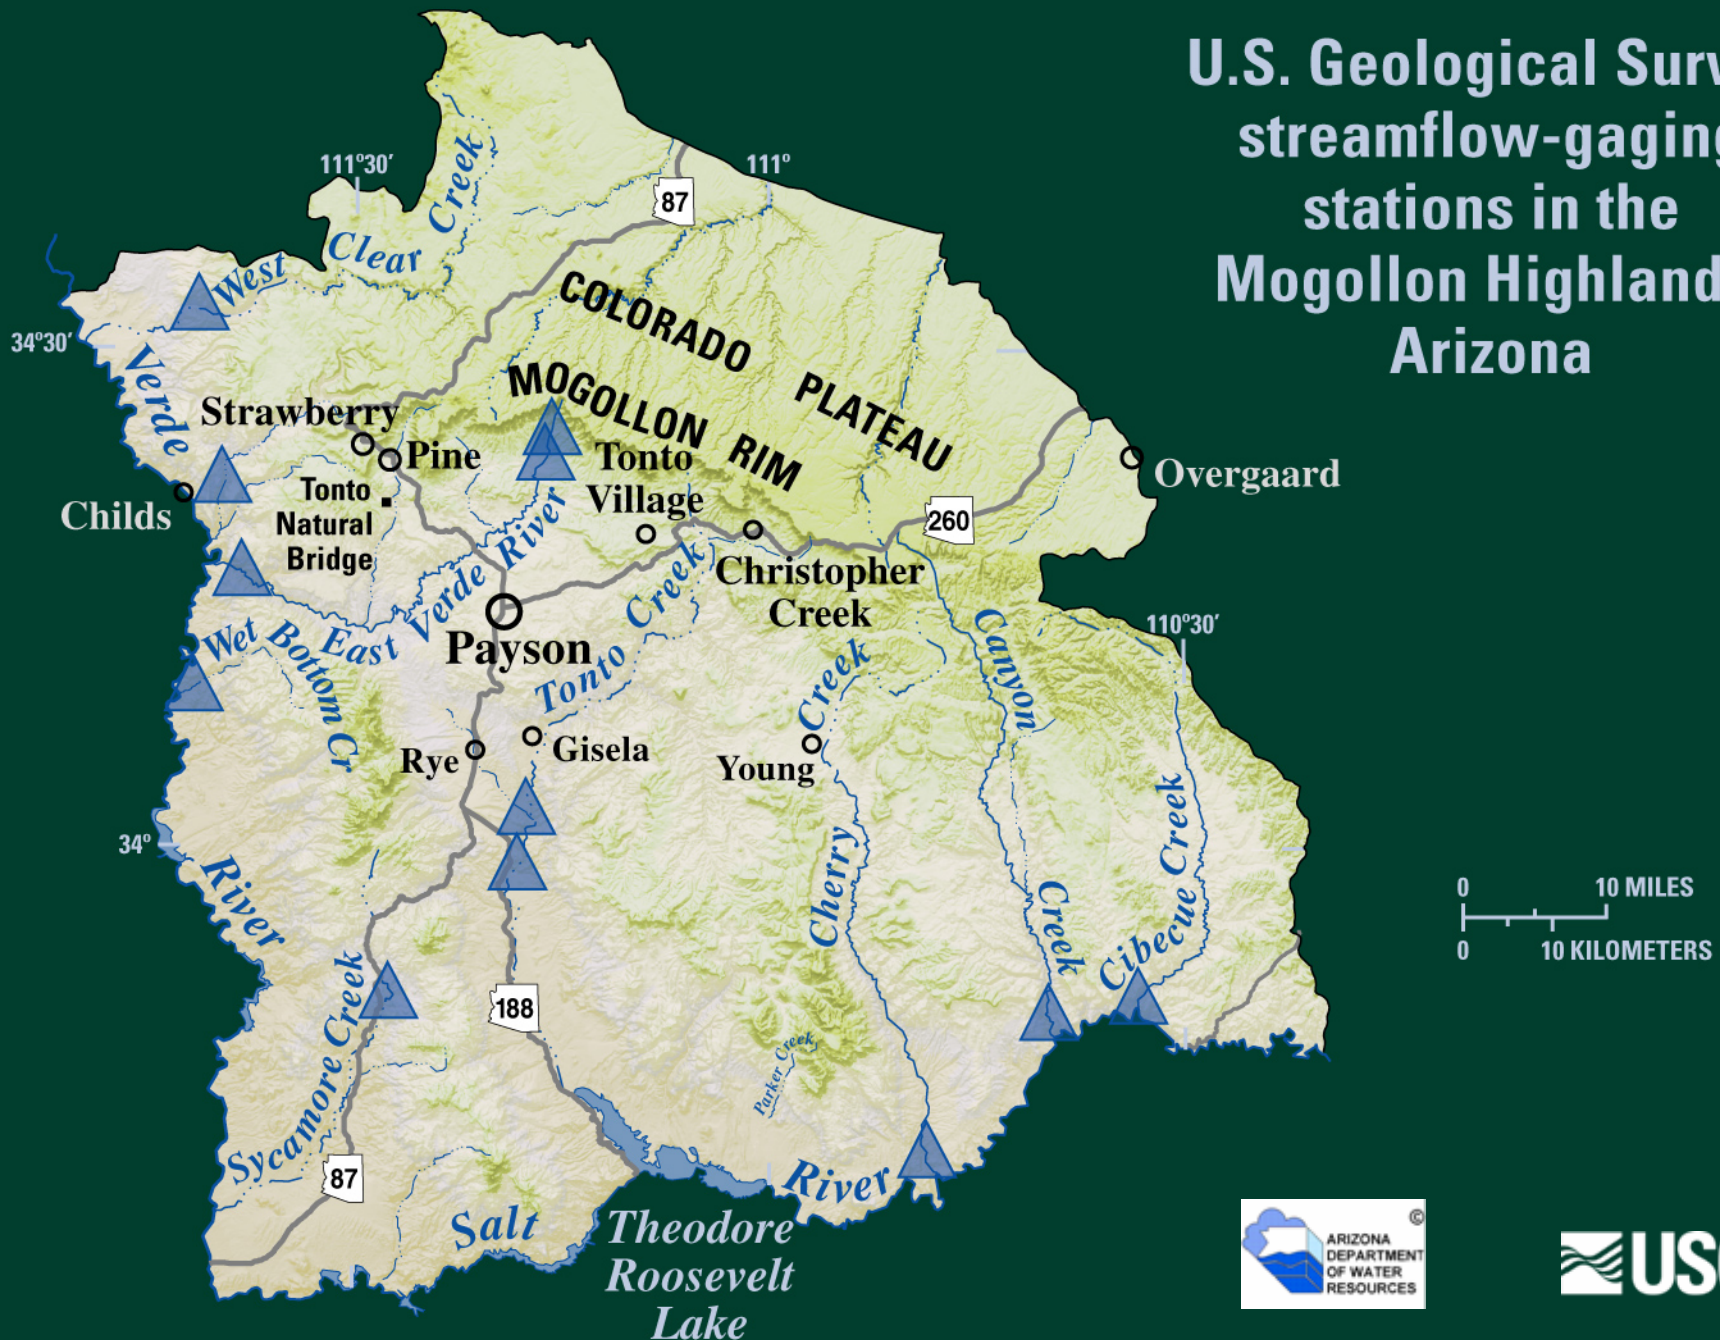 U.S. Geological Surv
streamflow-gaging
stations in the
Mogollon Highland
Arizona
111°30′
111°
87
Clear Creek
West
34°30′
Verde
COLORADO PLATEAU
MOGOLLON RIM
Strawberry
Pine
Tonto
Village
Overgaard
Childs
Tonto
Natural
Bridge
260
Christopher
Creek
East Verde River
Tonto Creek
Payson
Wet Bottom Cr
110°30′
Canyon
Creek
Rye
Gisela
Young
Cherry
Creek
34°
River
Cibecue Creek
0 10 MILES
0 10 KILOMETERS
Sycamore Creek
188
Parker Creek
87
Salt
River
Theodore
Roosevelt
Lake
©
ARIZONA
DEPARTMENT
OF WATER
RESOURCES
US